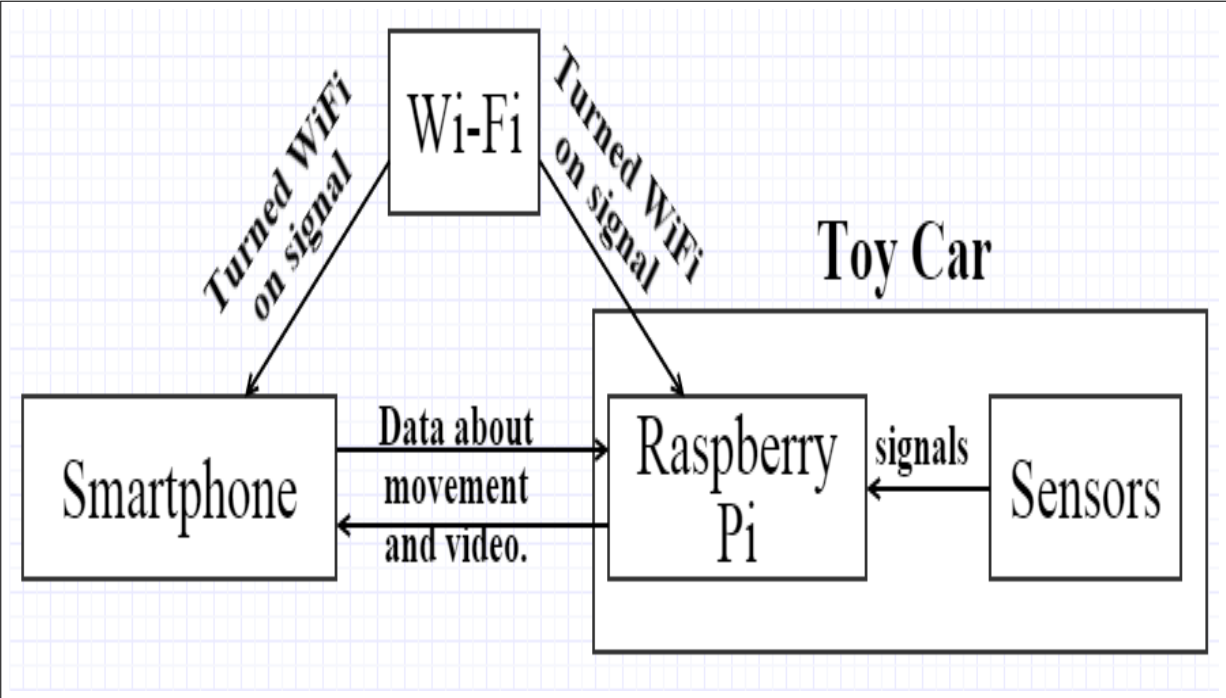 Wi-Fi
Turned WiFi
on signal
Turned WiFi
on signal
Toy Car
Smartphone
Data about
movement
and video.
Raspberry
Pi
signals
Sensors